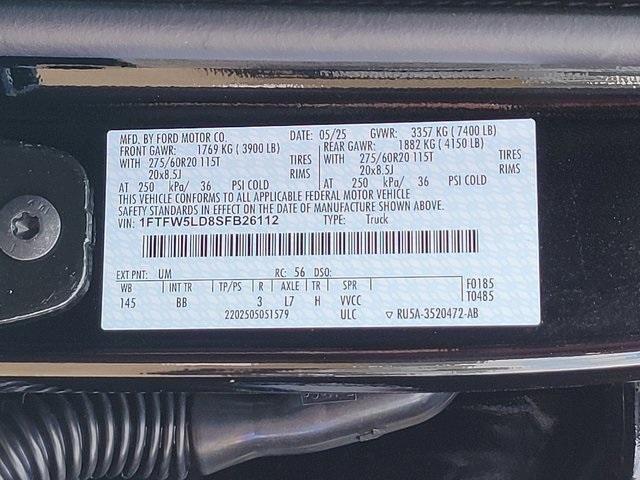 MFD. BY FORD MOTOR CO.
DATE: 05/25 GVWR: 3357 KG ( 7400 LB)
FRONT GAWR: 1769 KG ( 3900 LB)
REAR GAWR: 1882 KG ( 4150 LB)
WITH 275/60R20 115T TIRES
WITH 275/60R20 115T TIRES
20x8.5J RIMS
20x8.5J RIMS
AT 250 kPa/ 36 PSI COLD
AT 250 kPa/ 36 PSI COLD
THIS VEHICLE CONFORMS TO ALL APPLICABLE FEDERAL MOTOR VEHICLE
SAFETY STANDARDS IN EFFECT ON THE DATE OF MANUFACTURE SHOWN ABOVE.
VIN: 1FTFW5LD8SFB26112 TYPE: Truck
EXT PNT: UM RC: 56 DSO:
WB INT TR TP/PS R AXLE TR SPR F0185
145 BB 3 L7 H VVCC T0485
2202505051579 ULC ▽ RU5A-3520472-AB